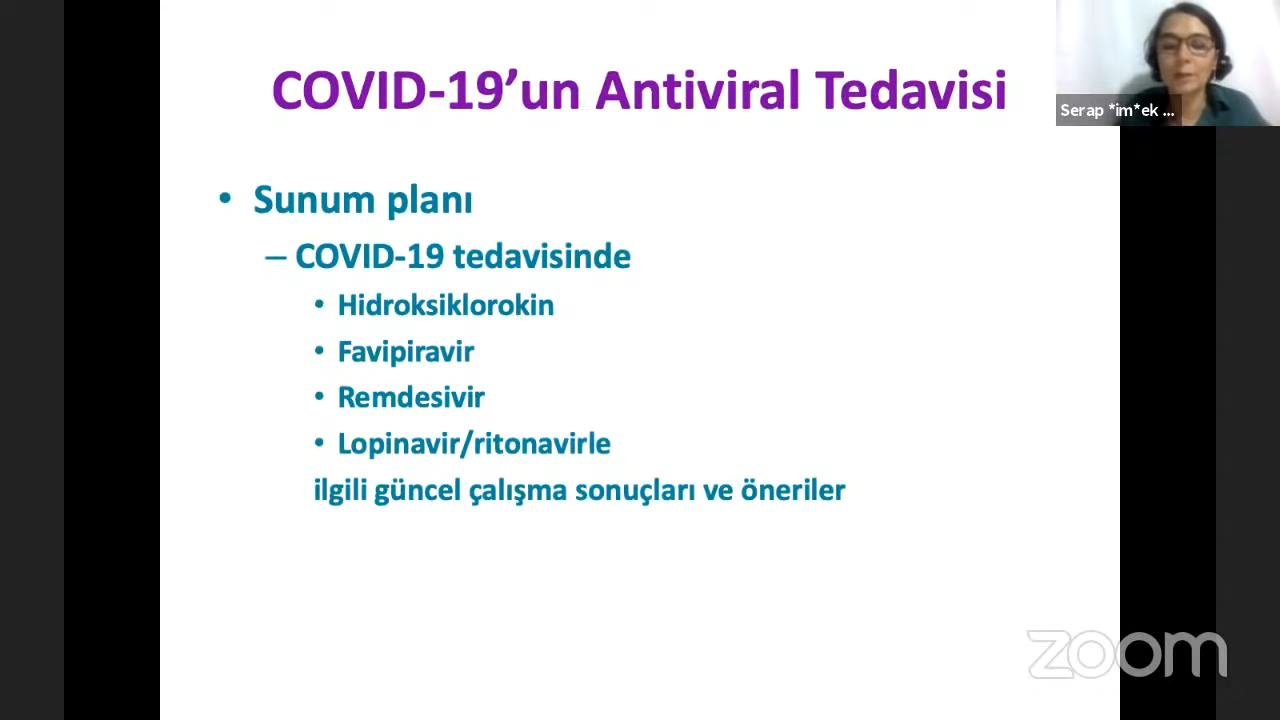 COVID-19’un Antiviral Tedavisi
Serap *im*ek ...
• Sunum planı
– COVID-19 tedavisinde
• Hidroksiklorokin
• Favipiravir
• Remdesivir
• Lopinavir/ritonavirle
ilgili güncel çalışma sonuçları ve öneriler
zoom